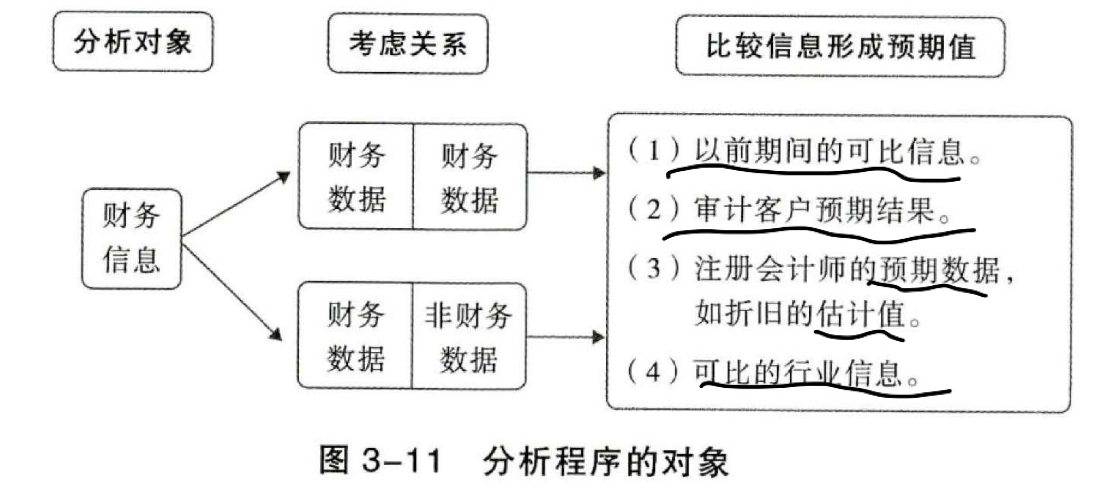 分析对象
考虑关系
比较信息形成预期值
财务
信息
财务
数据
财务
数据
财务
数据
非财务
数据
（1）以前期间的可比信息。
（2）审计客户预期结果。
（3）注册会计师的预期数据，
如折旧的估计值。
（4）可比的行业信息。
图 3-11 分析程序的对象